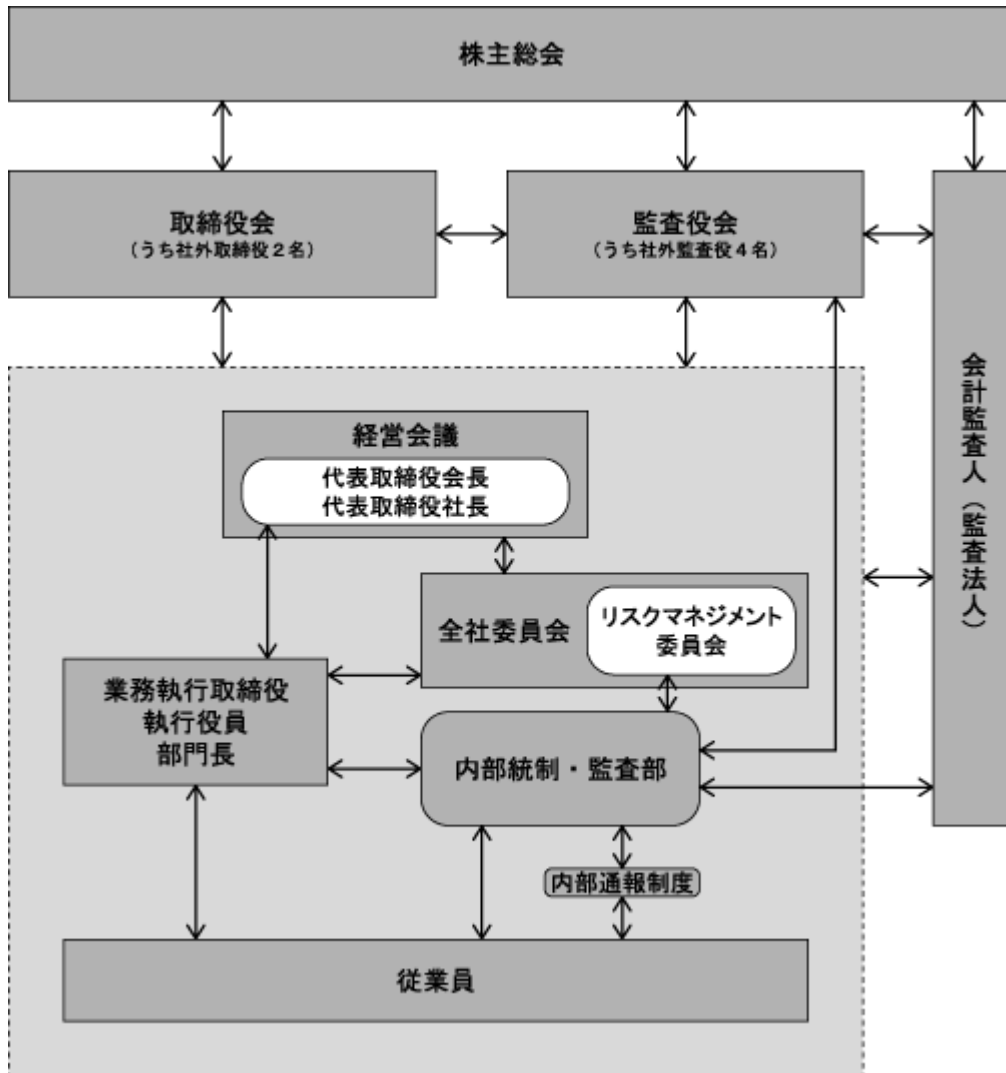 株主総会
取締役会
（うち社外取締役２名）
監査役会
（うち社外監査役４名）
会計監査人（監査法人）
経営会議
代表取締役会長
代表取締役社長
全社委員会
リスクマネジメント
委員会
業務執行取締役
執行役員
部門長
内部統制・監査部
内部通報制度
従業員